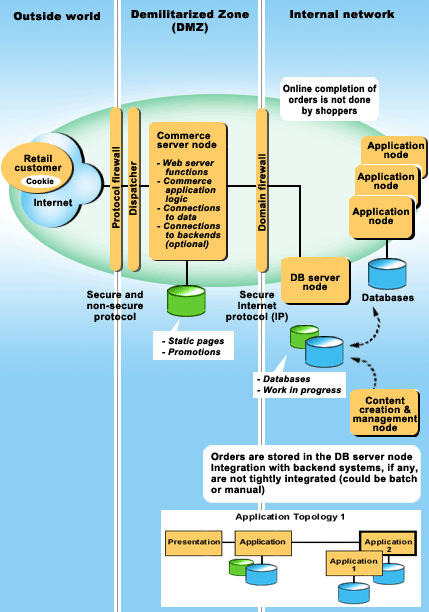 Outside world
Demilitarized Zone
(DMZ)
Internal network
Online completion of
orders is not done
by shoppers
Retail
customer
Cookie
Internet
Protocol firewall
Dispatcher
Commerce
server node
- Web server
functions
- Commerce
application
logic
- Connections
to data
- Connections
to backends
(optional)
Domain firewall
Application
node
Application
node
Application
node
DB server
node
Databases
Secure and
non-secure
protocol
Secure
Internet
protocol (IP)
- Static pages
- Promotions
- Databases
- Work in progress
Content
creation &
management
node
Orders are stored in the DB server node
Integration with backend systems, if any,
are not tightly integrated (could be batch
or manual)
Application Topology 1
Presentation
Application
Application
2
Application
1